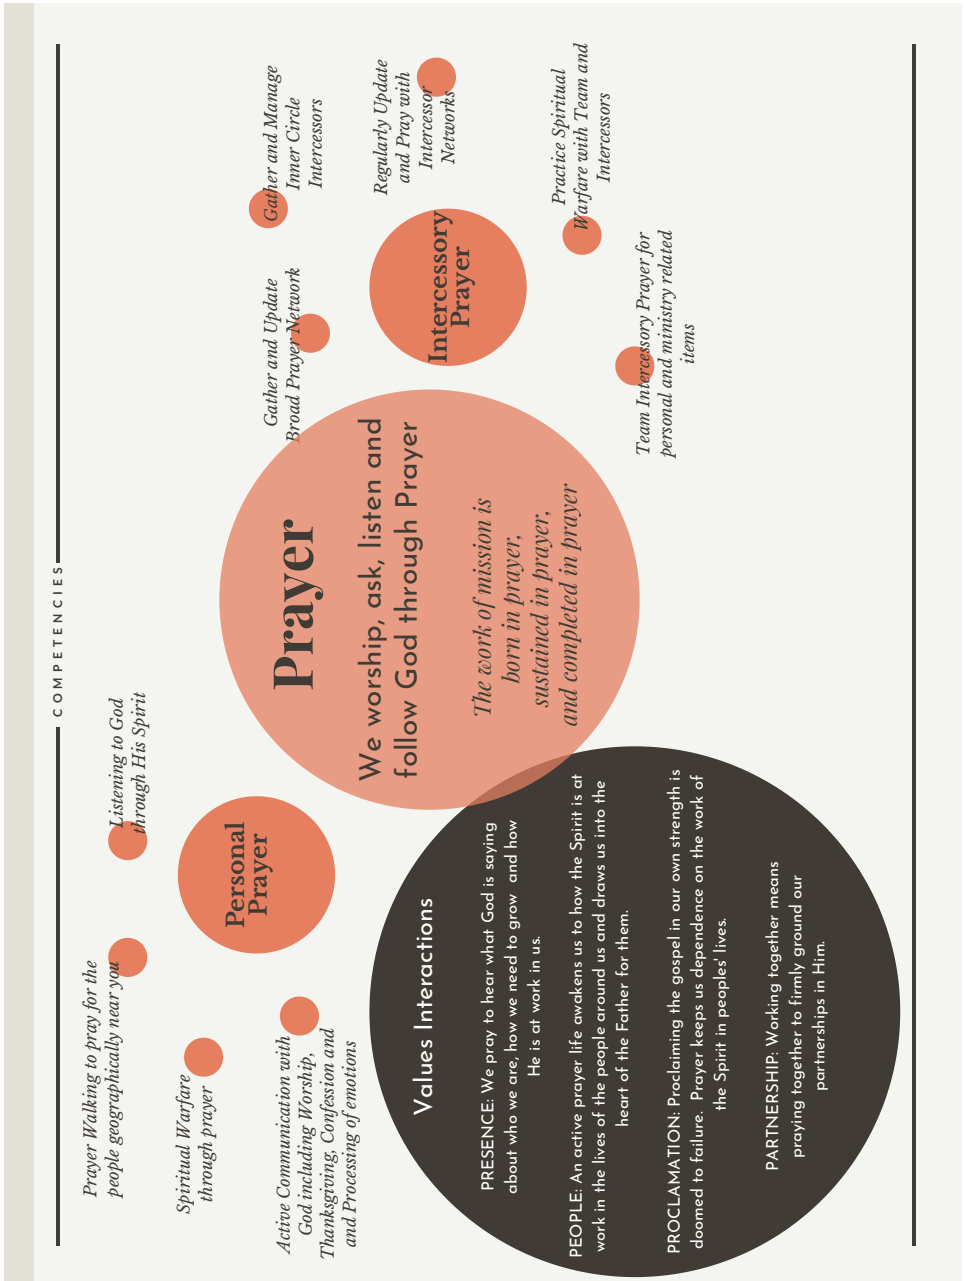 COMPETENCIES
Prayer Walking to pray for the
people geographically near you
Listening to God
through His Spirit
Spiritual Warfare
through prayer
Active Communication with
God including Worship,
Thanksgiving, Confession and
and Processing of emotions
Personal
Prayer
Prayer
We worship, ask, listen and
follow God through Prayer
The work of mission is
born in prayer,
sustained in prayer,
and completed in prayer
Gather and Update
Broad Prayer Network
Gather and Manage
Inner Circle
Intercessors
Regularly Update
and Pray with
Intercessor
Networks
Intercessory
Prayer
Practice Spiritual
Warfare with Team and
Intercessors
Team Intercessory Prayer for
personal and ministry related
items
Values Interactions
PRESENCE: We pray to hear what God is saying
about who we are, how we need to grow and how
He is at work in us.
PEOPLE: An active prayer life awakens us to how the Spirit is at
work in the lives of the people around us and draws us into the
heart of the Father for them.
PROCLAMATION: Proclaiming the gospel in our own strength is
doomed to failure. Prayer keeps us dependence on the work of
the Spirit in peoples' lives.
PARTNERSHIP: Working together means
praying together to firmly ground our
partnerships in Him.